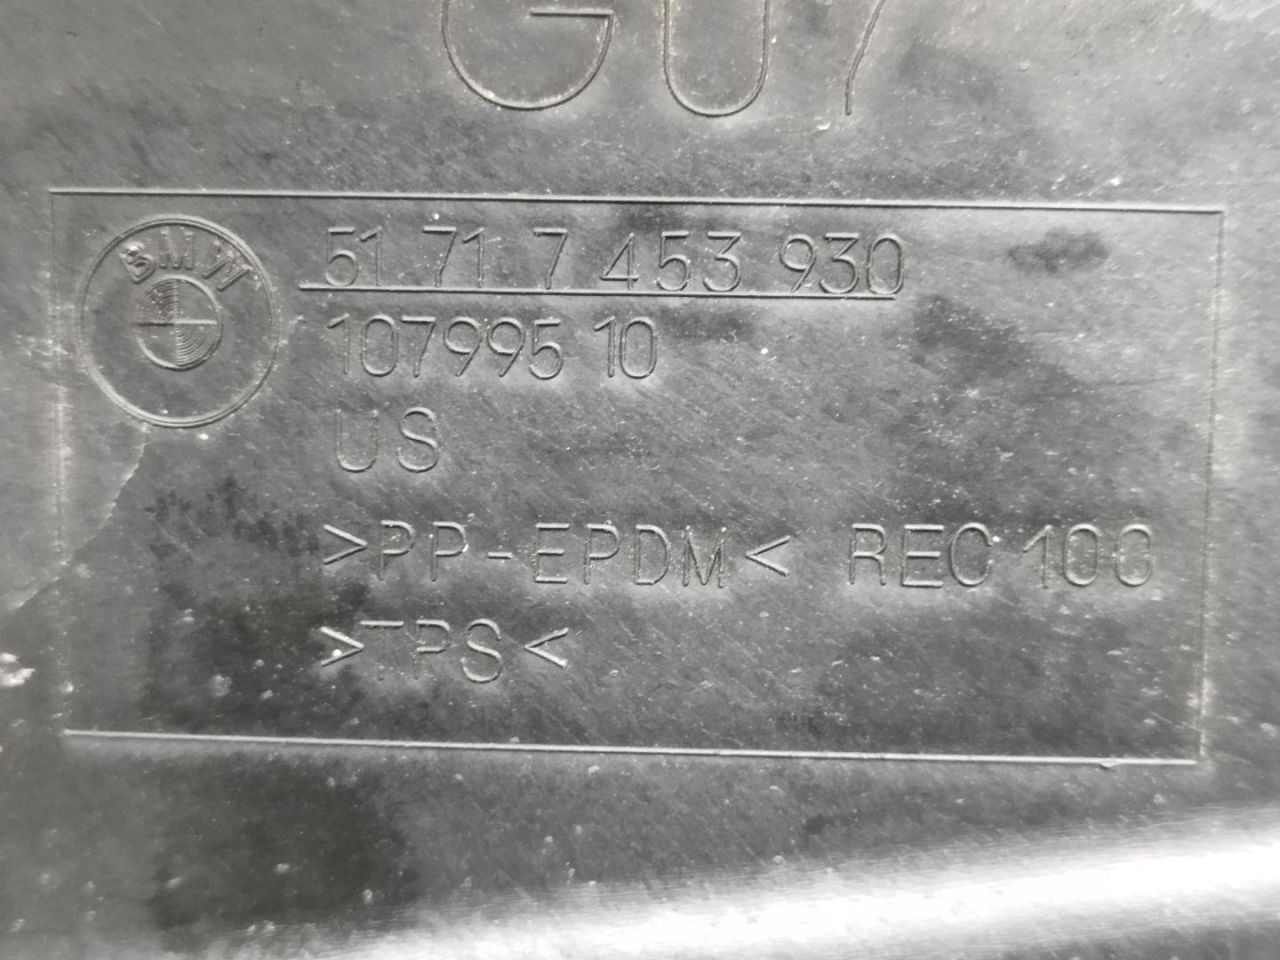 G07
BMW
51 71 7 453 930
107995 10
US
>PP-EPDM< REC 100
>TPS<